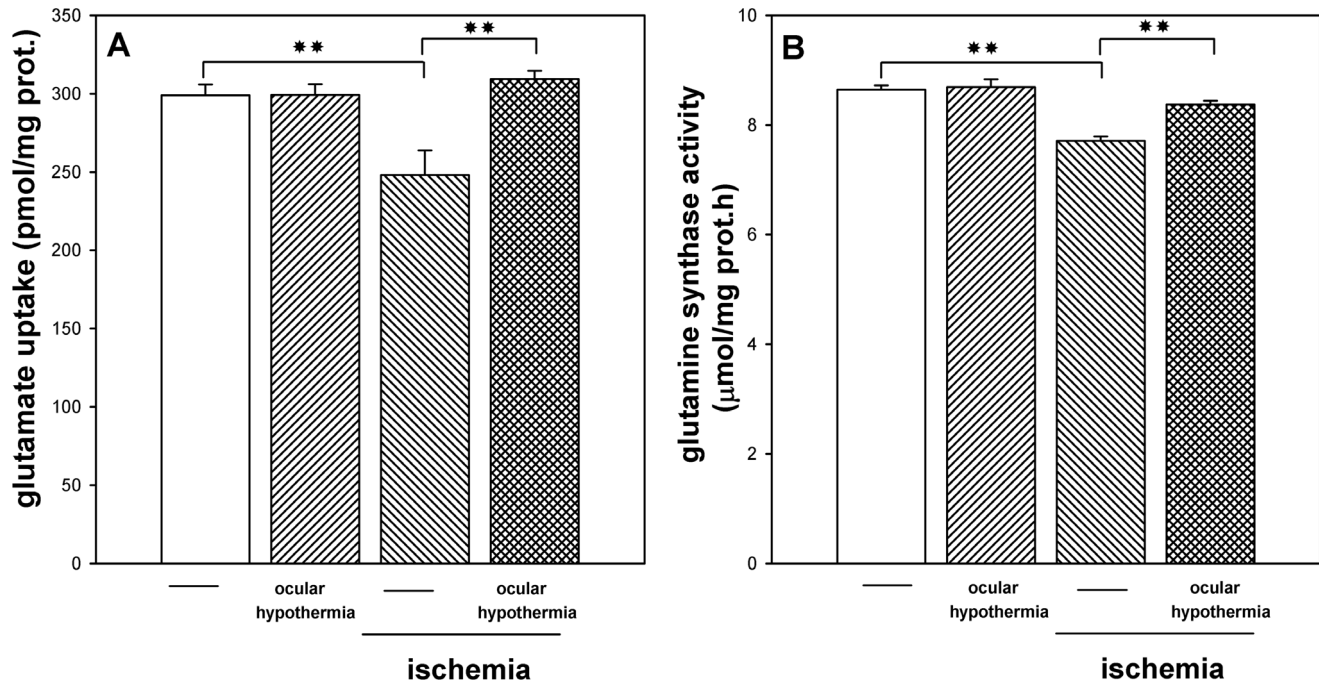 A
glutamate uptake (pmol/mg prot.)
350
300
250
200
150
100
50
0
** **
ocular
hypothermia
ocular
hypothermia
ischemia
B
glutamine synthase activity
(μmol/mg prot.h)
10
8
6
4
2
0
** **
ocular
hypothermia
ocular
hypothermia
ischemia